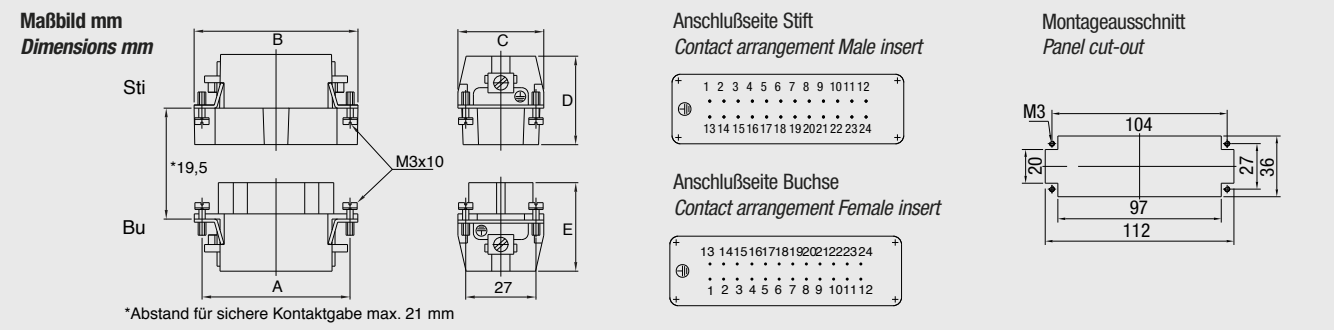 Maßbild mm
Dimensions mm
B
C
Sti
D
*19,5
M3x10
Bu
E
A
27
*Abstand für sichere Kontaktgabe max. 21 mm
Anschlußseite Stift
Contact arrangement Male insert
1 2 3 4 5 6 7 8 9 10 11 12
13 14 15 16 17 18 19 20 21 22 23 24
Anschlußseite Buchse
Contact arrangement Female insert
13 14 15 16 17 18 19 20 21 22 23 24
1 2 3 4 5 6 7 8 9 10 11 12
Montageausschnitt
Panel cut-out
M3
104
20
27
36
97
112